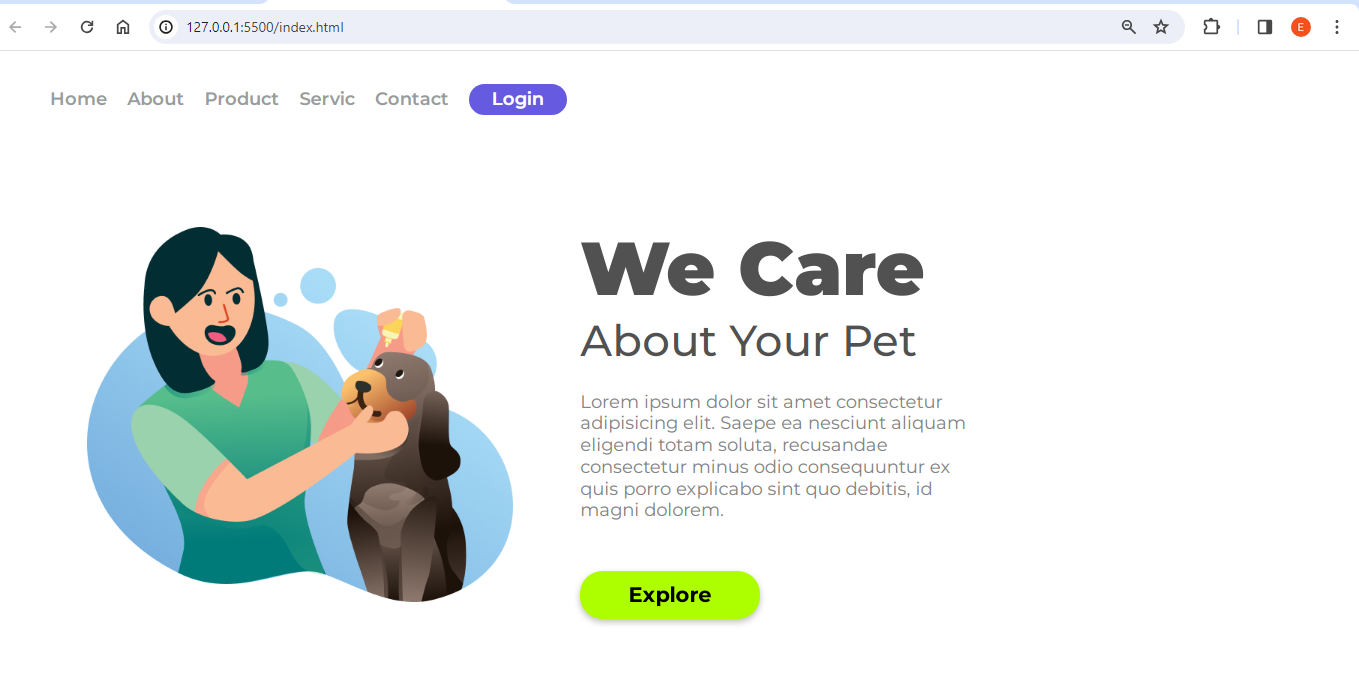 127.0.0.1:5500/index.html
E
Home About Product Servic Contact Login
We Care
About Your Pet
Lorem ipsum dolor sit amet consectetur
adipisicing elit. Saepe ea nesciunt aliquam
eligendi totam soluta, recusandae
consectetur minus odio consequuntur ex
quis porro explicabo sint quo debitis, id
magni dolorem.
Explore